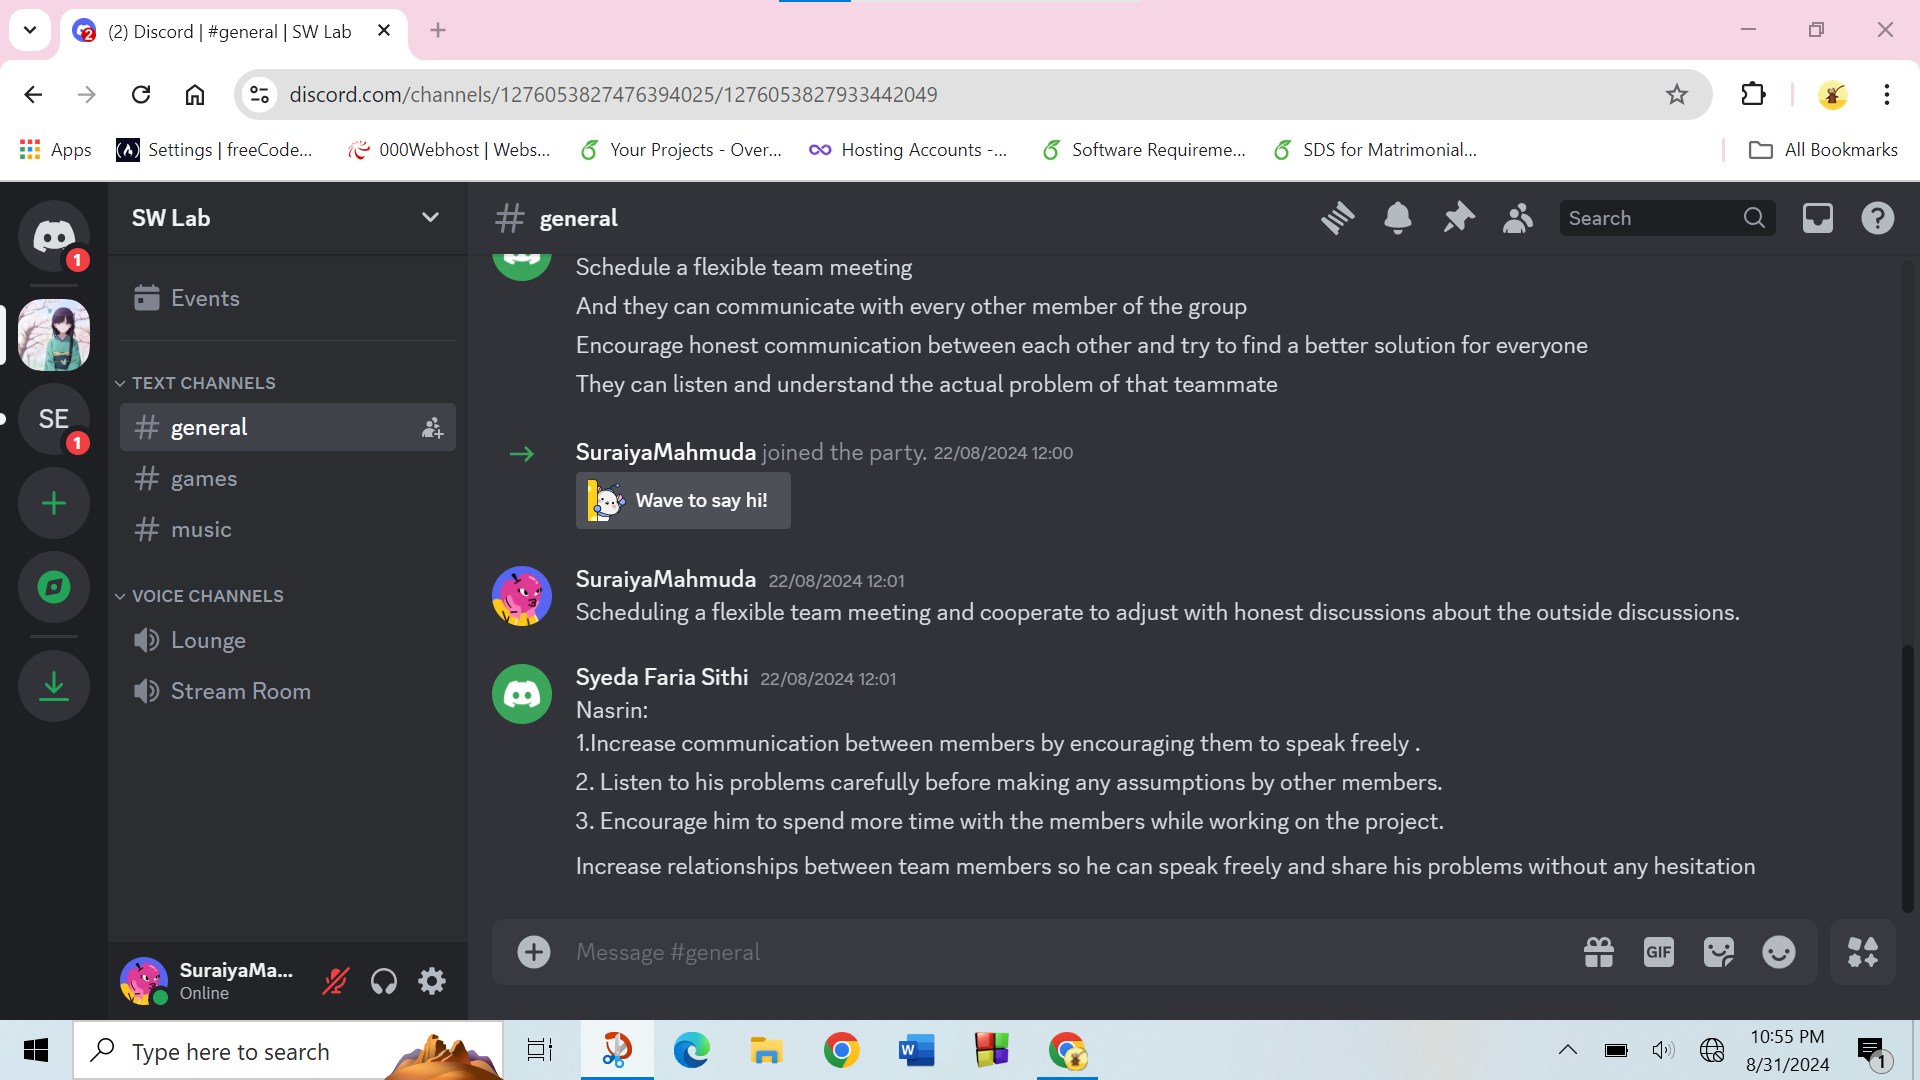 (2) Discord | #general | SW Lab
discord.com/channels/1276053827476394025/1276053827933442049
Apps
Settings | freeCode...
000Webhost | Webs...
Your Projects - Over...
Hosting Accounts -...
Software Requireme...
SDS for Matrimonial...
All Bookmarks
SW Lab
general
Search
1
Events
TEXT CHANNELS
general
games
music
SE
1
VOICE CHANNELS
Lounge
Stream Room
Schedule a flexible team meeting
And they can communicate with every other member of the group
Encourage honest communication between each other and try to find a better solution for everyone
They can listen and understand the actual problem of that teammate
SuraiyaMahmuda joined the party. 22/08/2024 12:00
Wave to say hi!
SuraiyaMahmuda 22/08/2024 12:01
Scheduling a flexible team meeting and cooperate to adjust with honest discussions about the outside discussions.
Syeda Faria Sithi 22/08/2024 12:01
Nasrin:
1.Increase communication between members by encouraging them to speak freely .
2. Listen to his problems carefully before making any assumptions by other members.
3. Encourage him to spend more time with the members while working on the project.
Increase relationships between team members so he can speak freely and share his problems without any hesitation
Message #general
GIF
SuraiyaMa...
Online
Type here to search
10:55 PM
8/31/2024
1